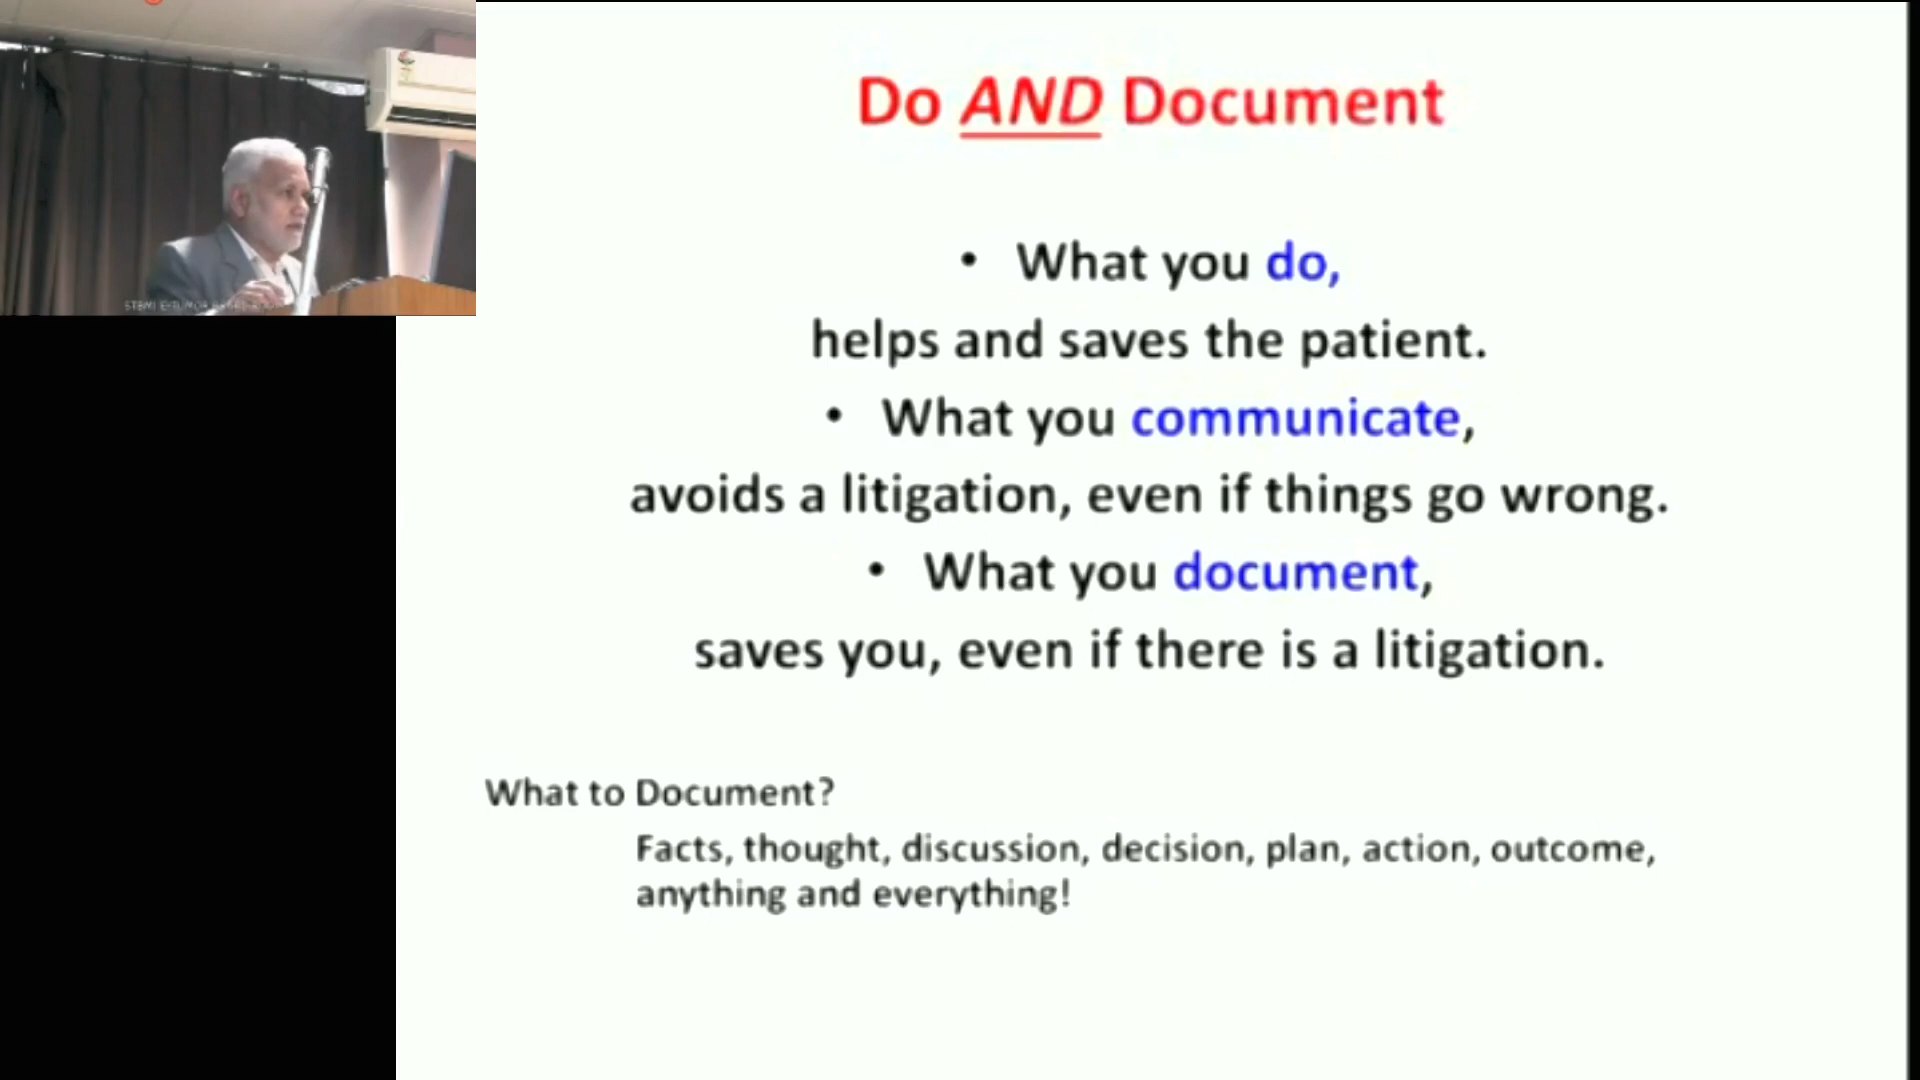 Do AND Document
• What you do,
helps and saves the patient.
• What you communicate,
avoids a litigation, even if things go wrong.
• What you document,
saves you, even if there is a litigation.
What to Document?
Facts, thought, discussion, decision, plan, action, outcome,
anything and everything!